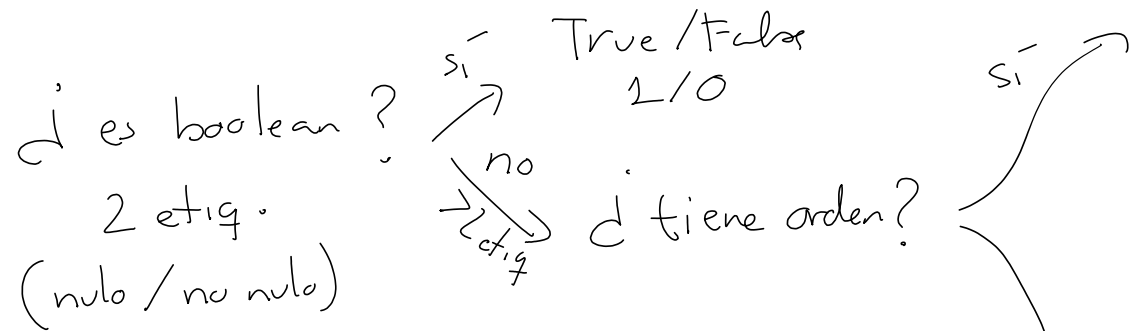 ¿ es boolean ?
2 etiq.
(nulo / no nulo)
sí
True / False
1/0
no
> 2 etiq
¿ tiene orden ?
sí